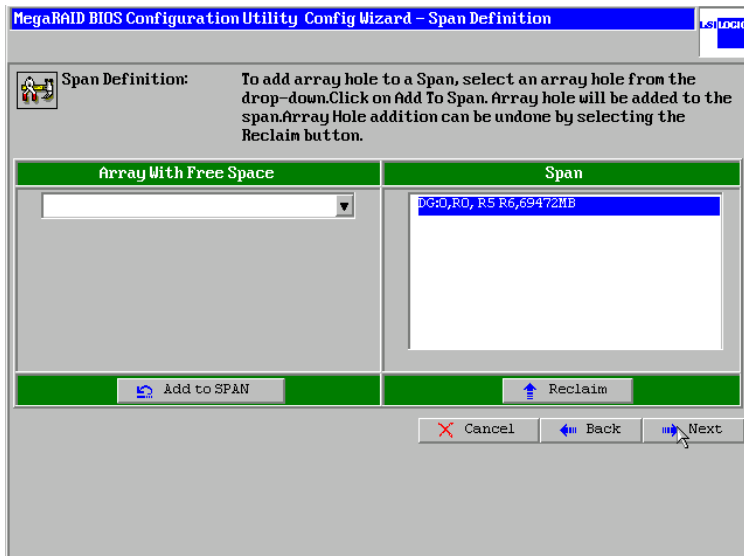 MegaRAID BIOS Configuration Utility Config Wizard – Span Definition
LSI LOGIC
Span Definition:
To add array hole to a Span, select an array hole from the
drop-down.Click on Add To Span. Array hole will be added to the
span.Array Hole addition can be undone by selecting the
Reclaim button.
Array With Free Space
Span
DG:0,R0, R5 R6,69472MB
Add to SPAN
Reclaim
Cancel
Back
Next